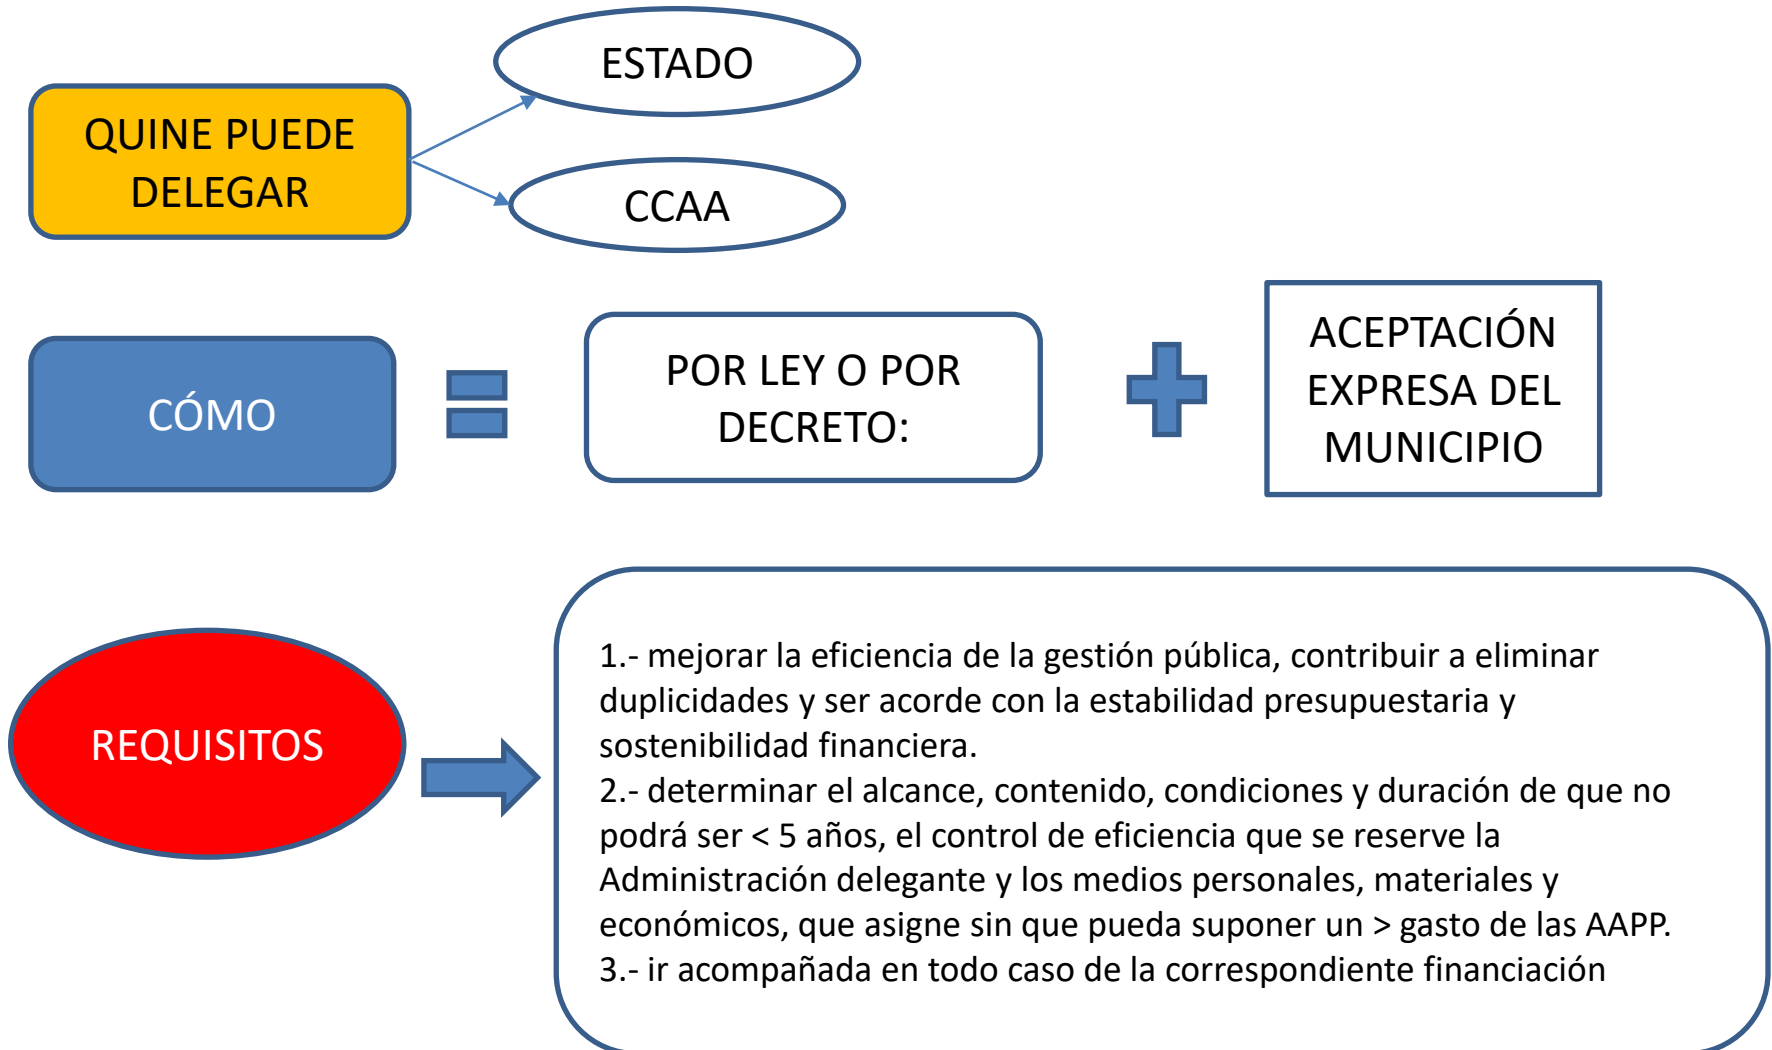 ESTADO
QUINE PUEDE
DELEGAR
CCAA
CÓMO
POR LEY O POR
DECRETO:
ACEPTACIÓN
EXPRESA DEL
MUNICIPIO
REQUISITOS
1.- mejorar la eficiencia de la gestión pública, contribuir a eliminar
duplicidades y ser acorde con la estabilidad presupuestaria y
sostenibilidad financiera.
2.- determinar el alcance, contenido, condiciones y duración de que no
podrá ser < 5 años, el control de eficiencia que se reserve la
Administración delegante y los medios personales, materiales y
económicos, que asigne sin que pueda suponer un > gasto de las AAPP.
3.- ir acompañada en todo caso de la correspondiente financiación